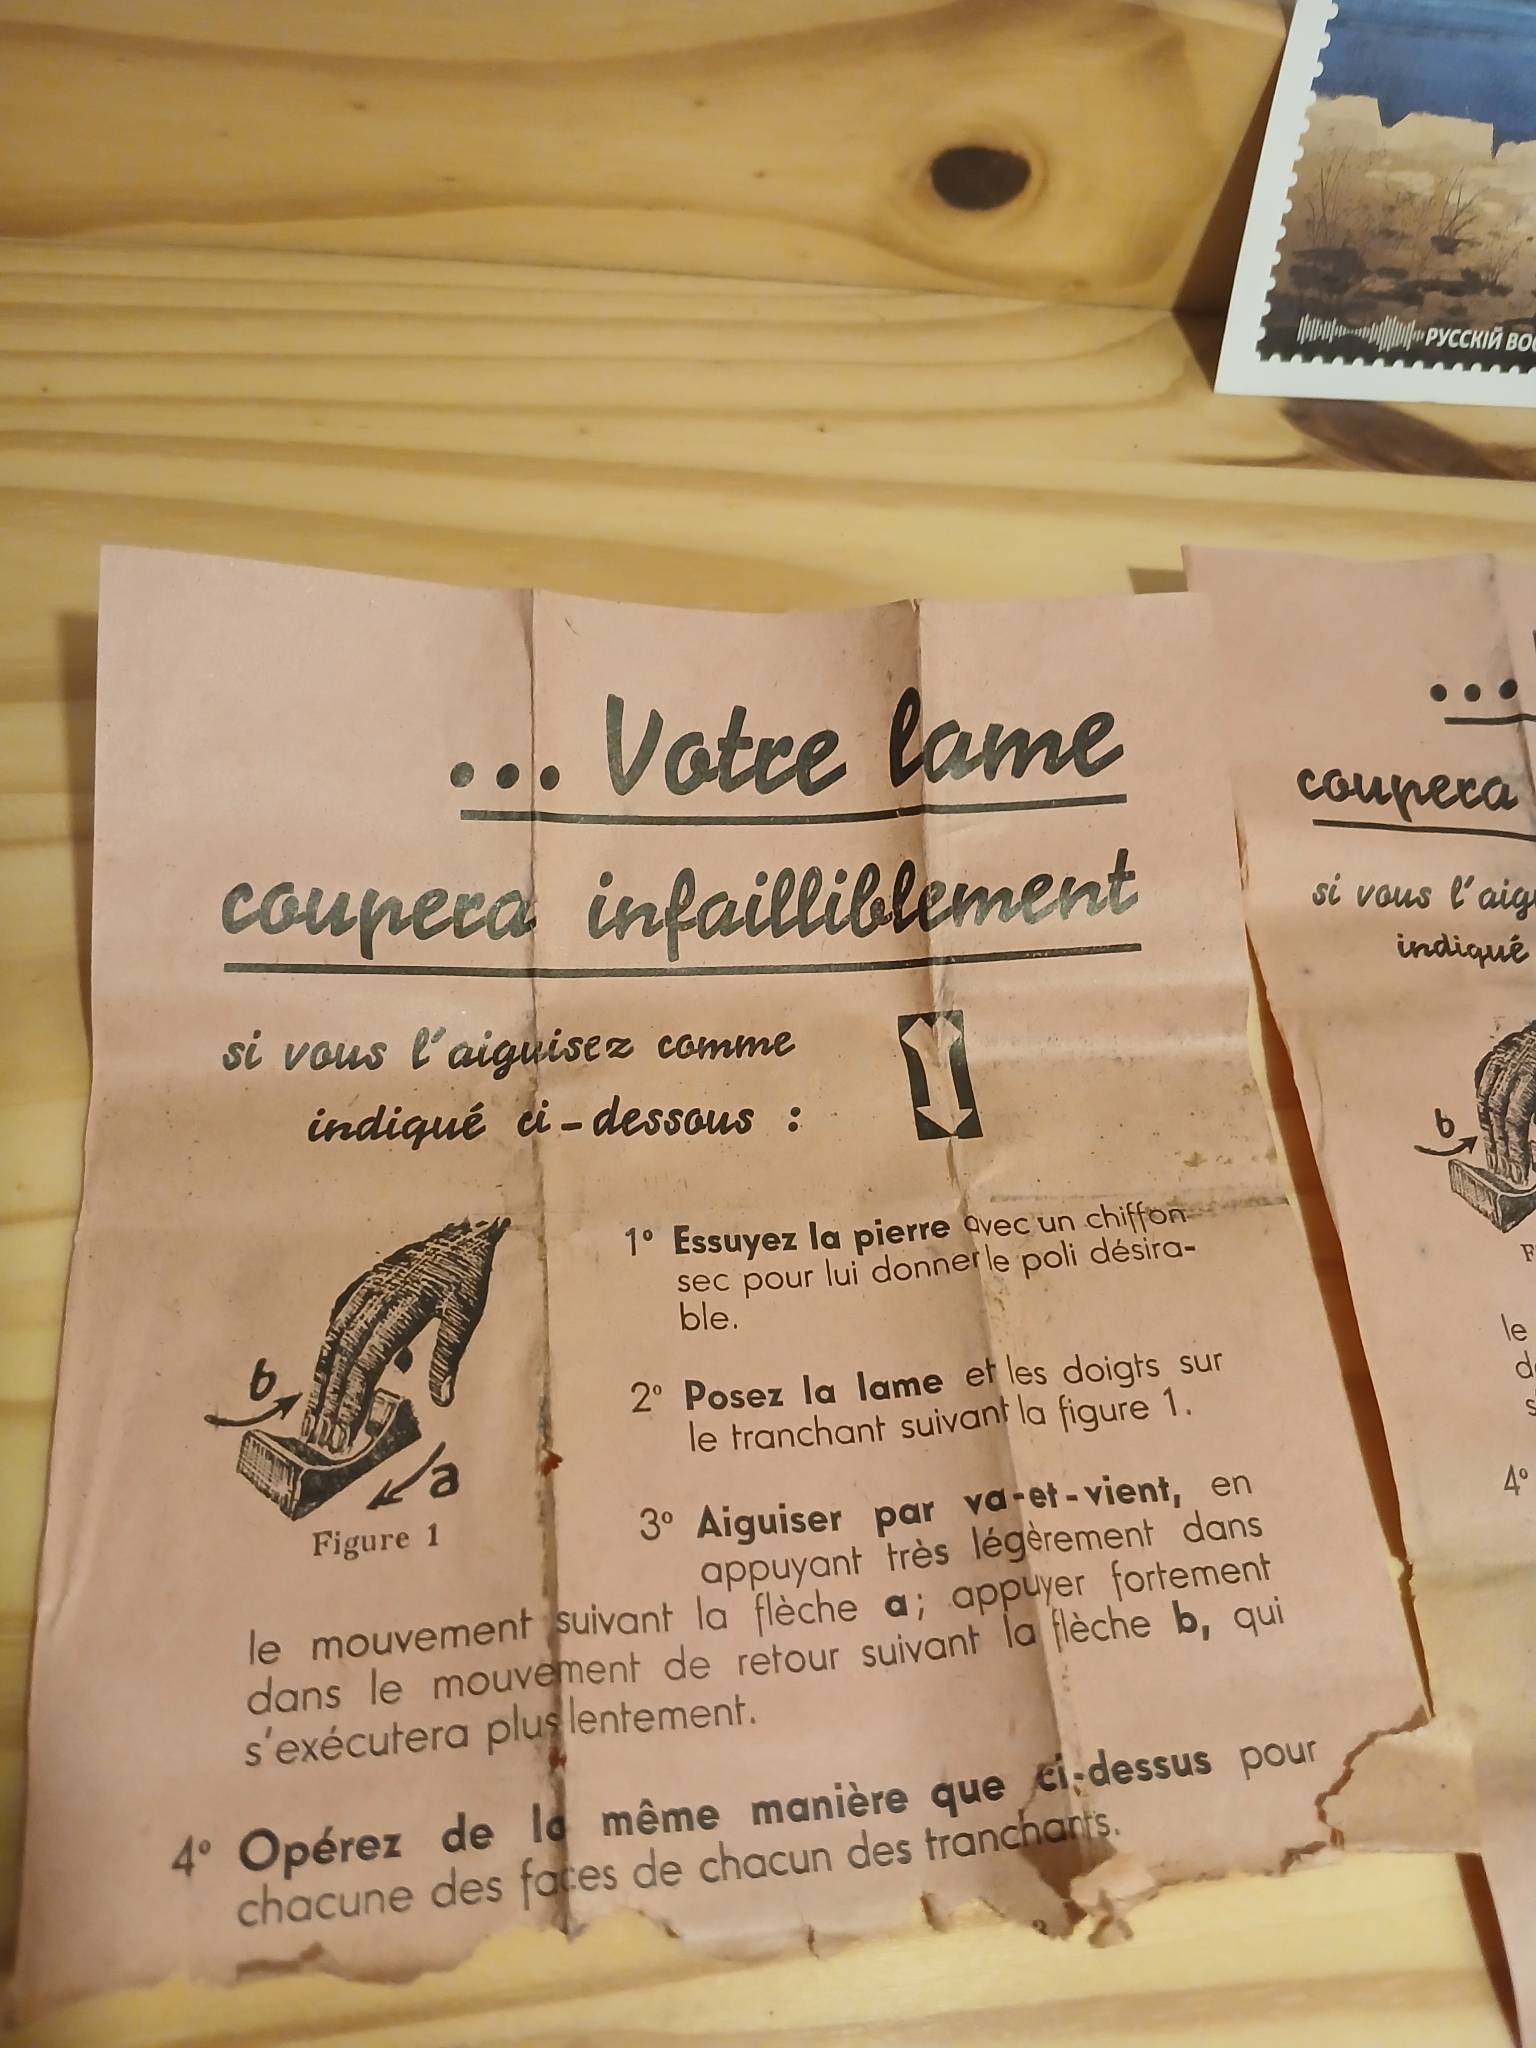 РУССКІЙ ВОС
... Votre lame
coupera infailliblement
si vous l'aiguisez comme
indiqué ci-dessous :
b
a
Figure 1
1° Essuyez la pierre avec un chiffon
sec pour lui donner le poli désira-
ble.
2° Posez la lame et les doigts sur
le tranchant suivant la figure 1.
3° Aiguiser par va-et-vient, en
appuyant très légèrement dans
le mouvement suivant la flèche a; appuyer fortement
dans le mouvement de retour suivant la flèche b, qui
s'exécutera plus lentement.
4° Opérez de la même manière que ci-dessus pour
chacune des faces de chacun des tranchants.
...
coupera
si vous l'aig
indiqué
b
le
4°